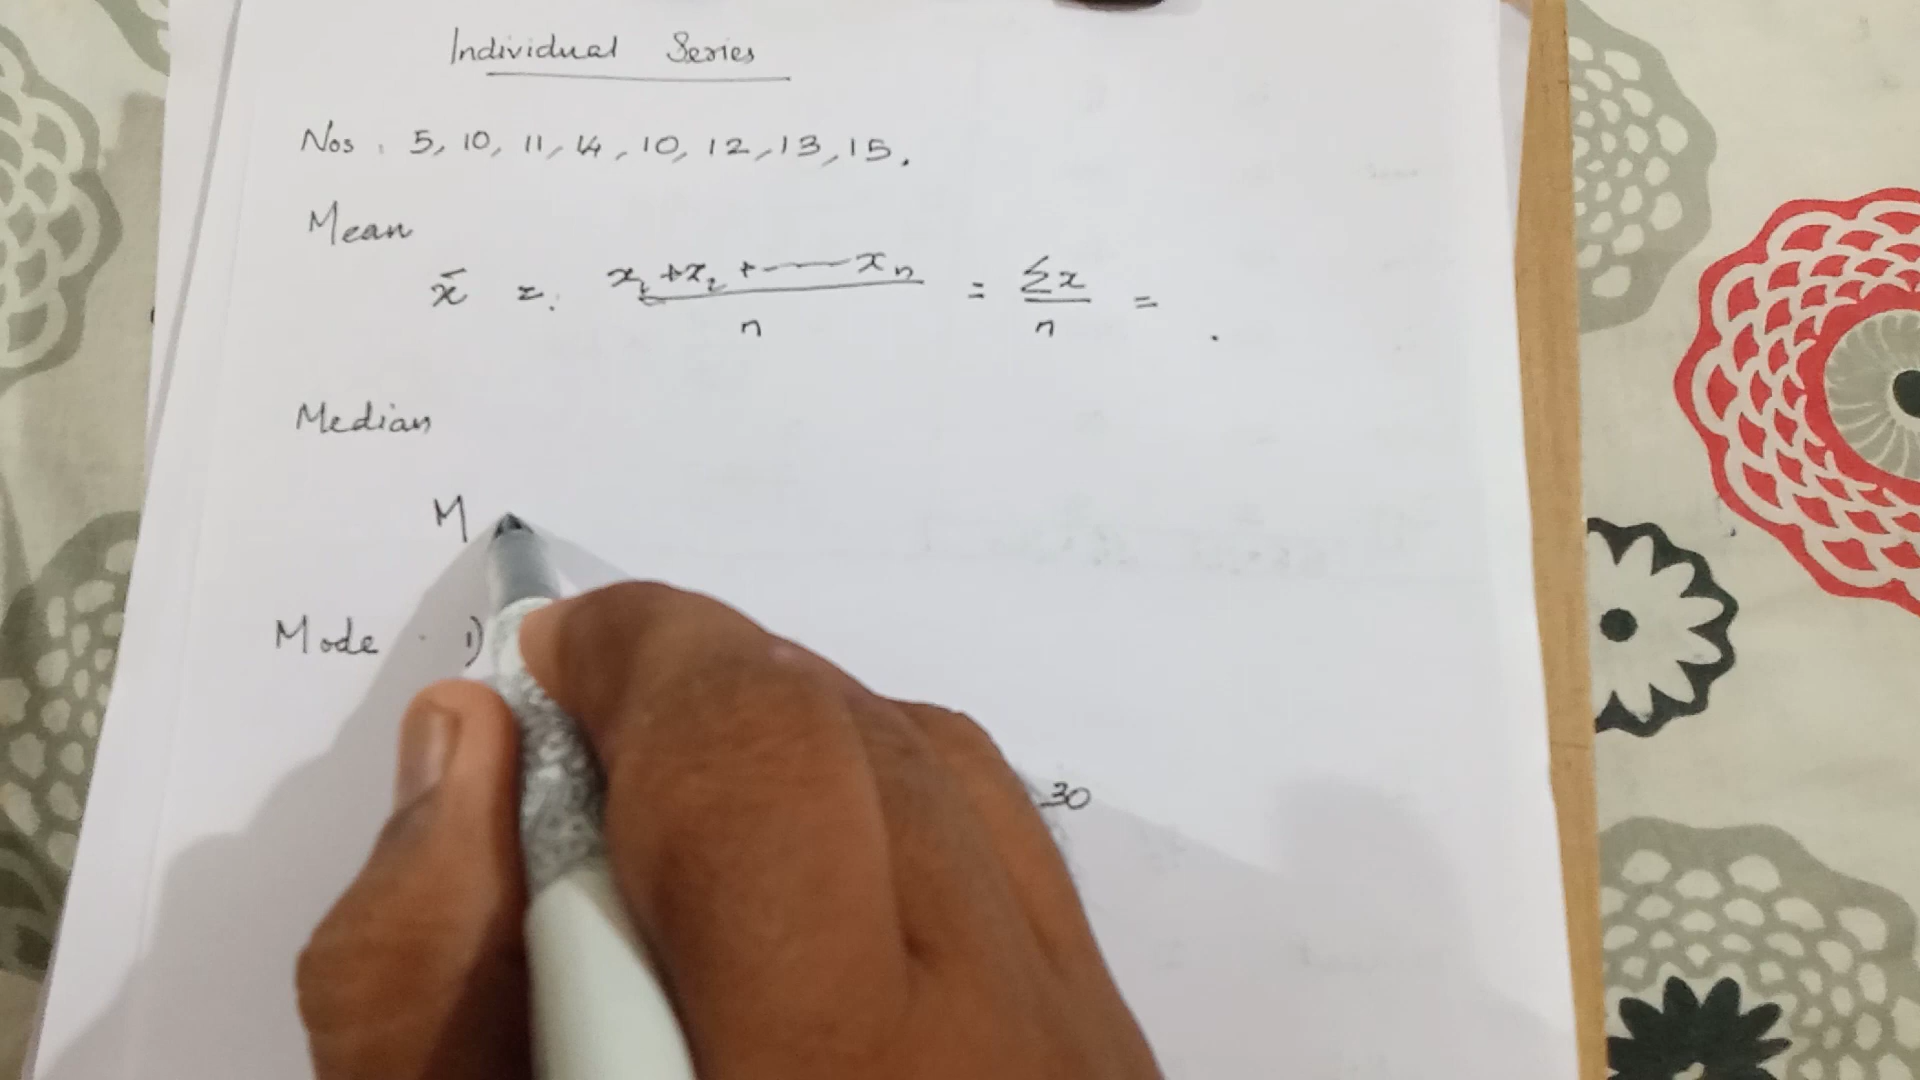 Individual Series
Nos : 5, 10, 11, 14, 10, 12, 13, 15.
Mean
x̄ = x₁+x₂+-----xₙ / n = Σx / n =
Median
M
Mode 1)
30